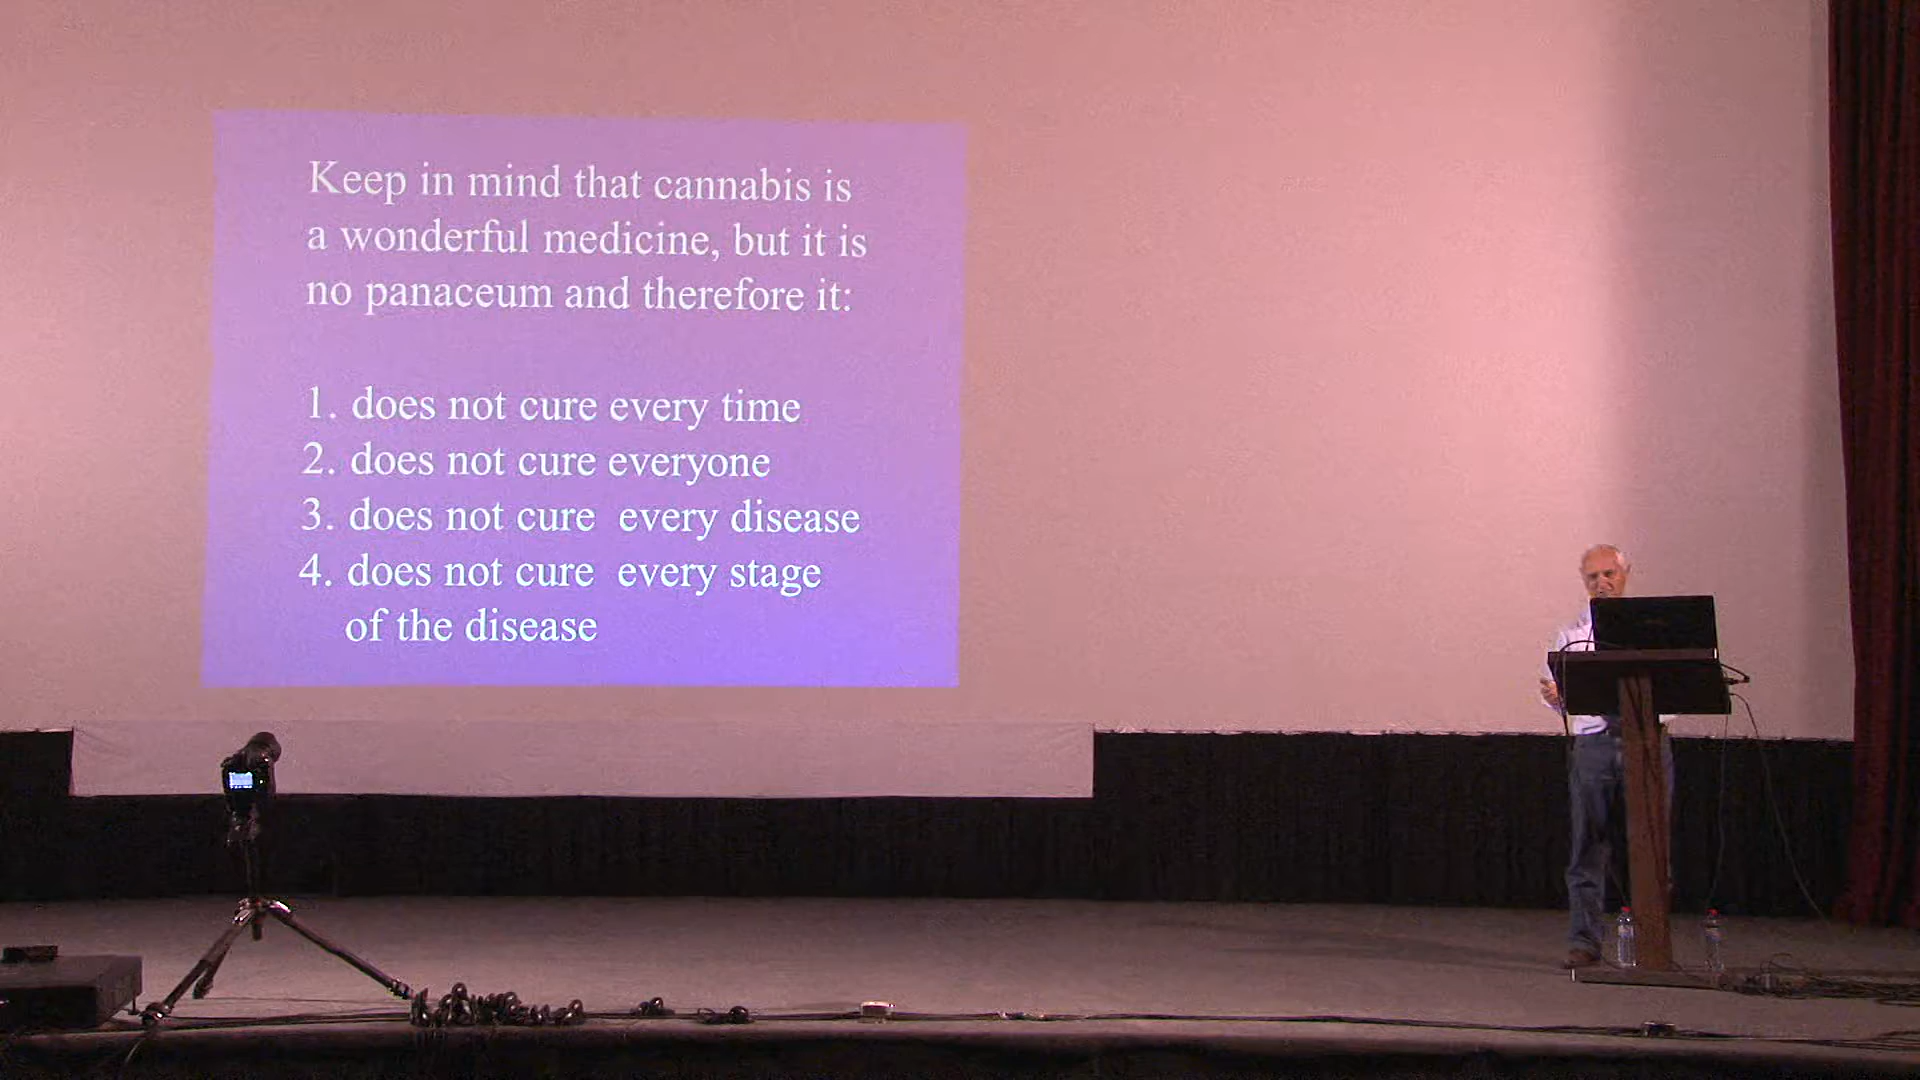 Keep in mind that cannabis is
a wonderful medicine, but it is
no panaceum and therefore it:
1. does not cure every time
2. does not cure everyone
3. does not cure every disease
4. does not cure every stage
of the disease